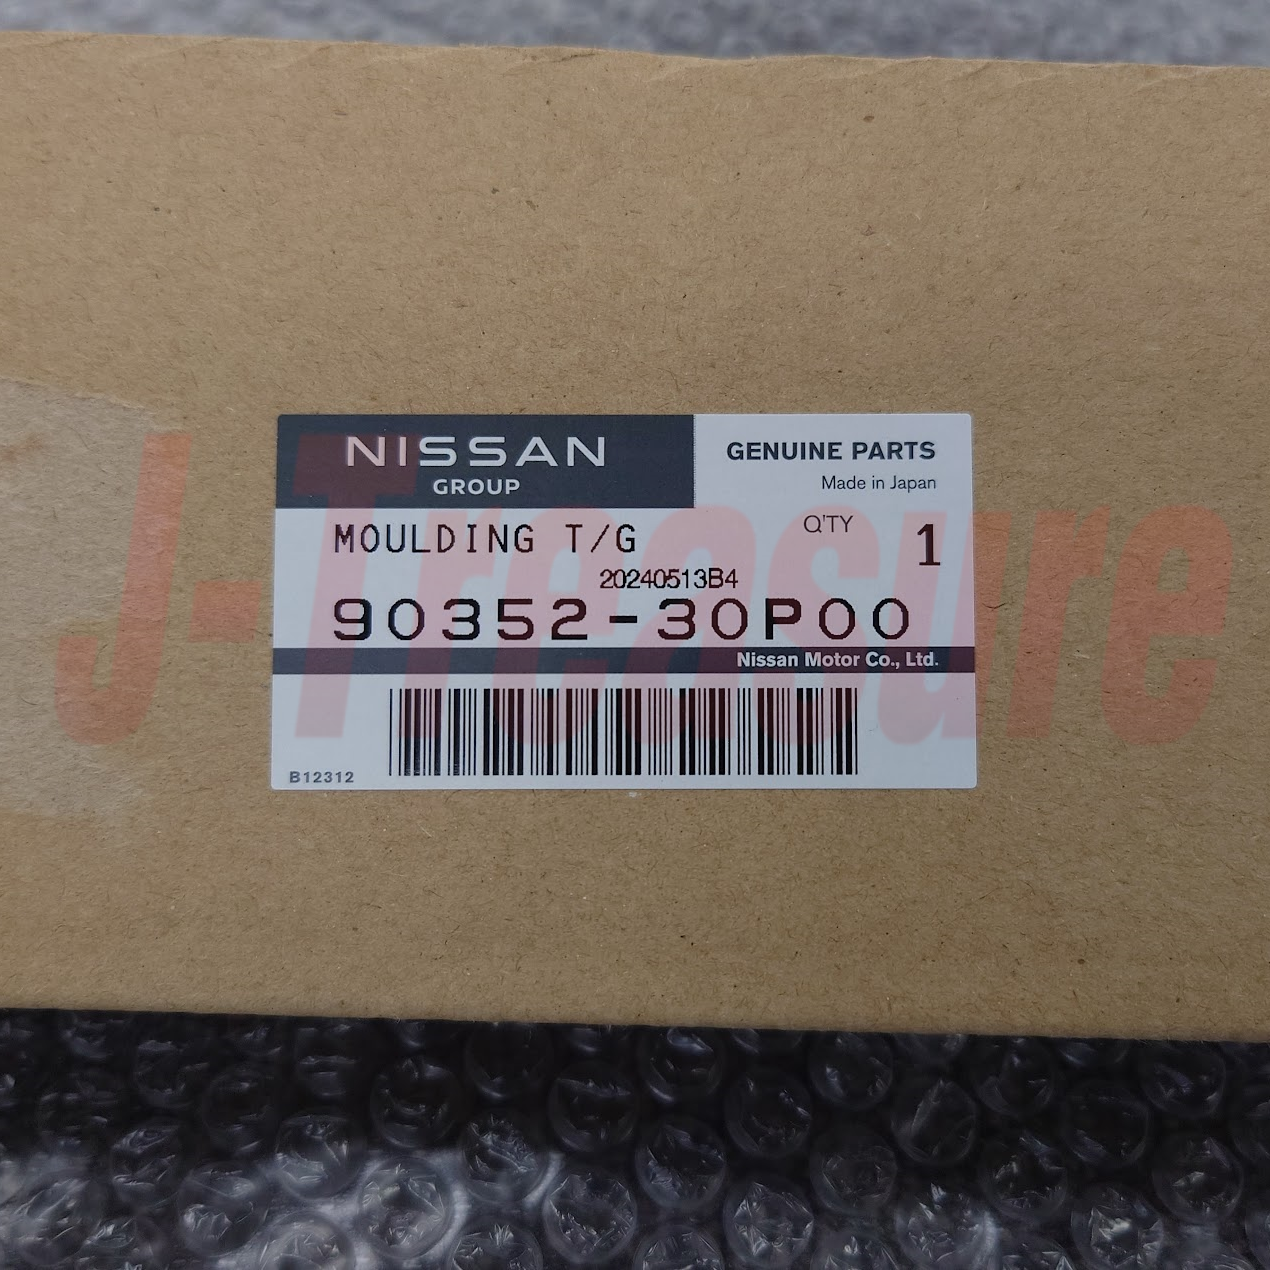 NISSAN
GROUP
GENUINE PARTS
Made in Japan
MOULDING T/G
Q'TY
1
20240513B4
90352-30P00
Nissan Motor Co., Ltd.
B12312
J-Treasure